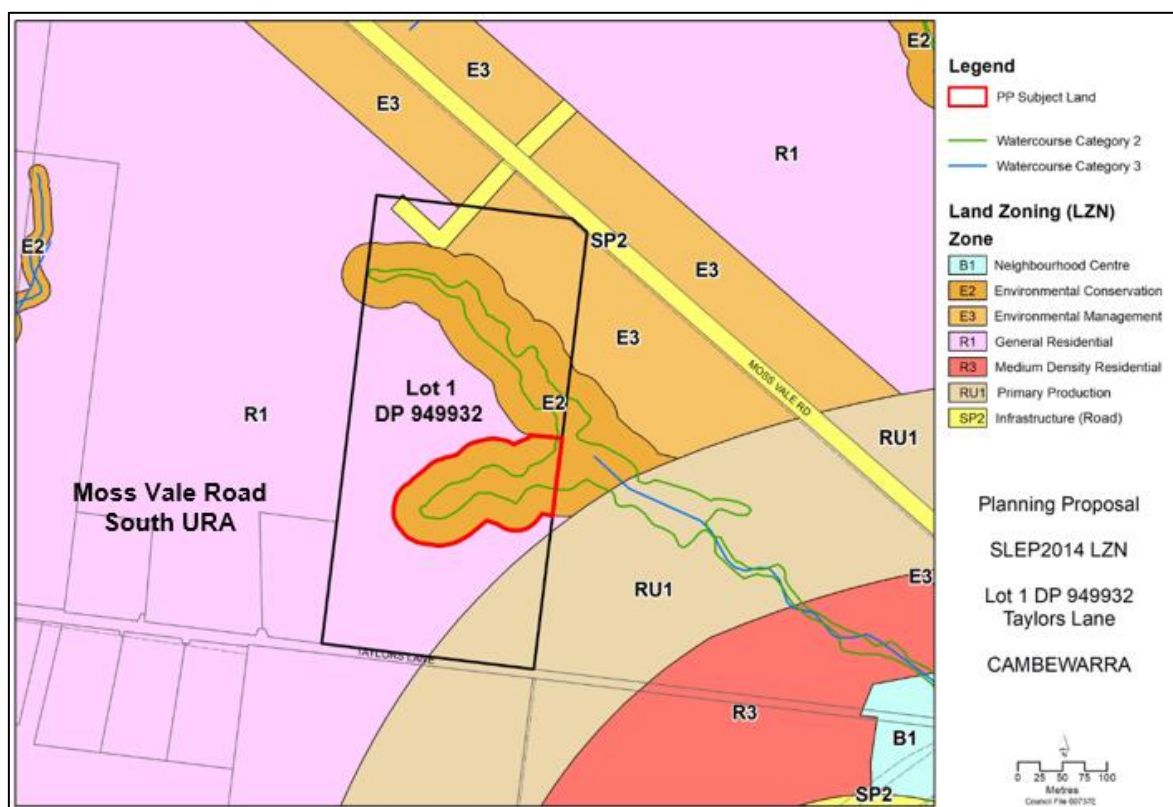 E2
E3
E3
E2
R1
E2
SP2
E3
E3
Lot 1
DP 949932
E2
R1
MOSS VALE RD
RU1
Moss Vale Road
South URA
RU1
E3
TAYLORS LANE
R3
B1
SP2
Legend
PP Subject Land
Watercourse Category 2
Watercourse Category 3
Land Zoning (LZN)
Zone
B1 Neighbourhood Centre
E2 Environmental Conservation
E3 Environmental Management
R1 General Residential
R3 Medium Density Residential
RU1 Primary Production
SP2 Infrastructure (Road)
Planning Proposal
SLEP2014 LZN
Lot 1 DP 949932
Taylors Lane
CAMBEWARRA
0 25 50 75 100
Metres